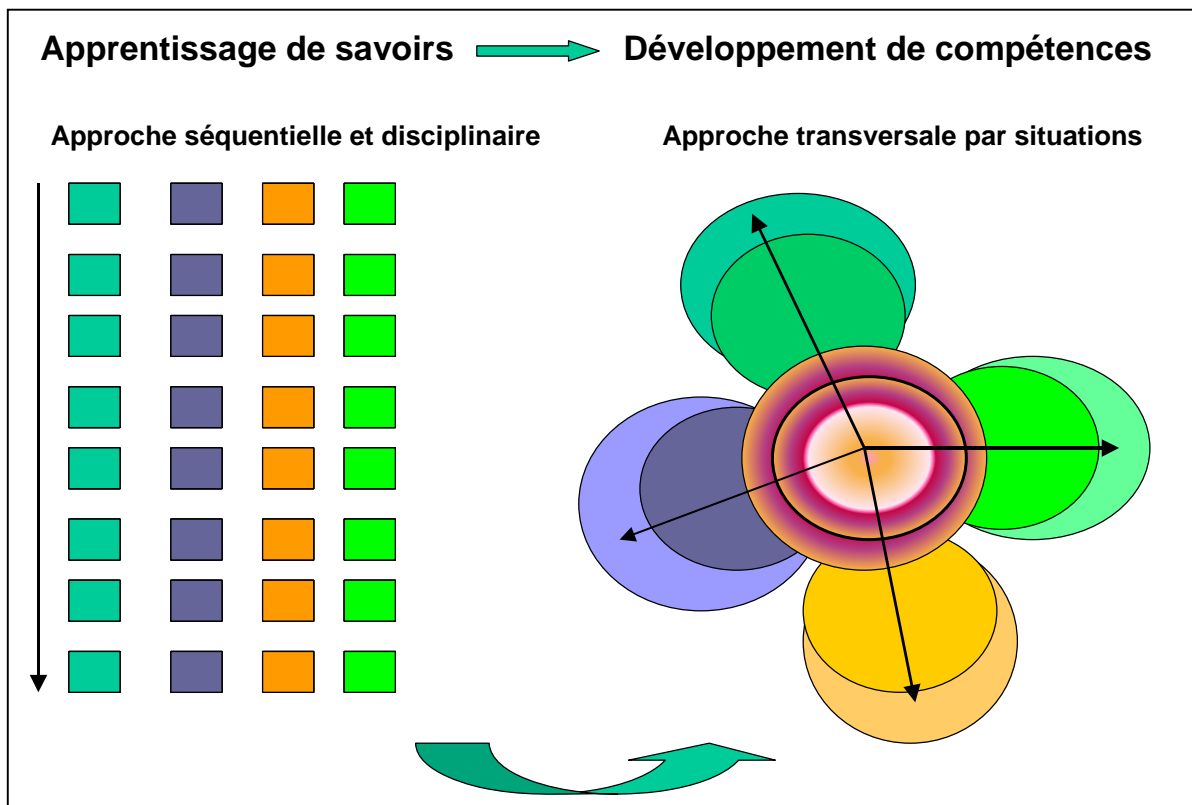 Apprentissage de savoirs Développement de compétences
Approche séquentielle et disciplinaire
Approche transversale par situations